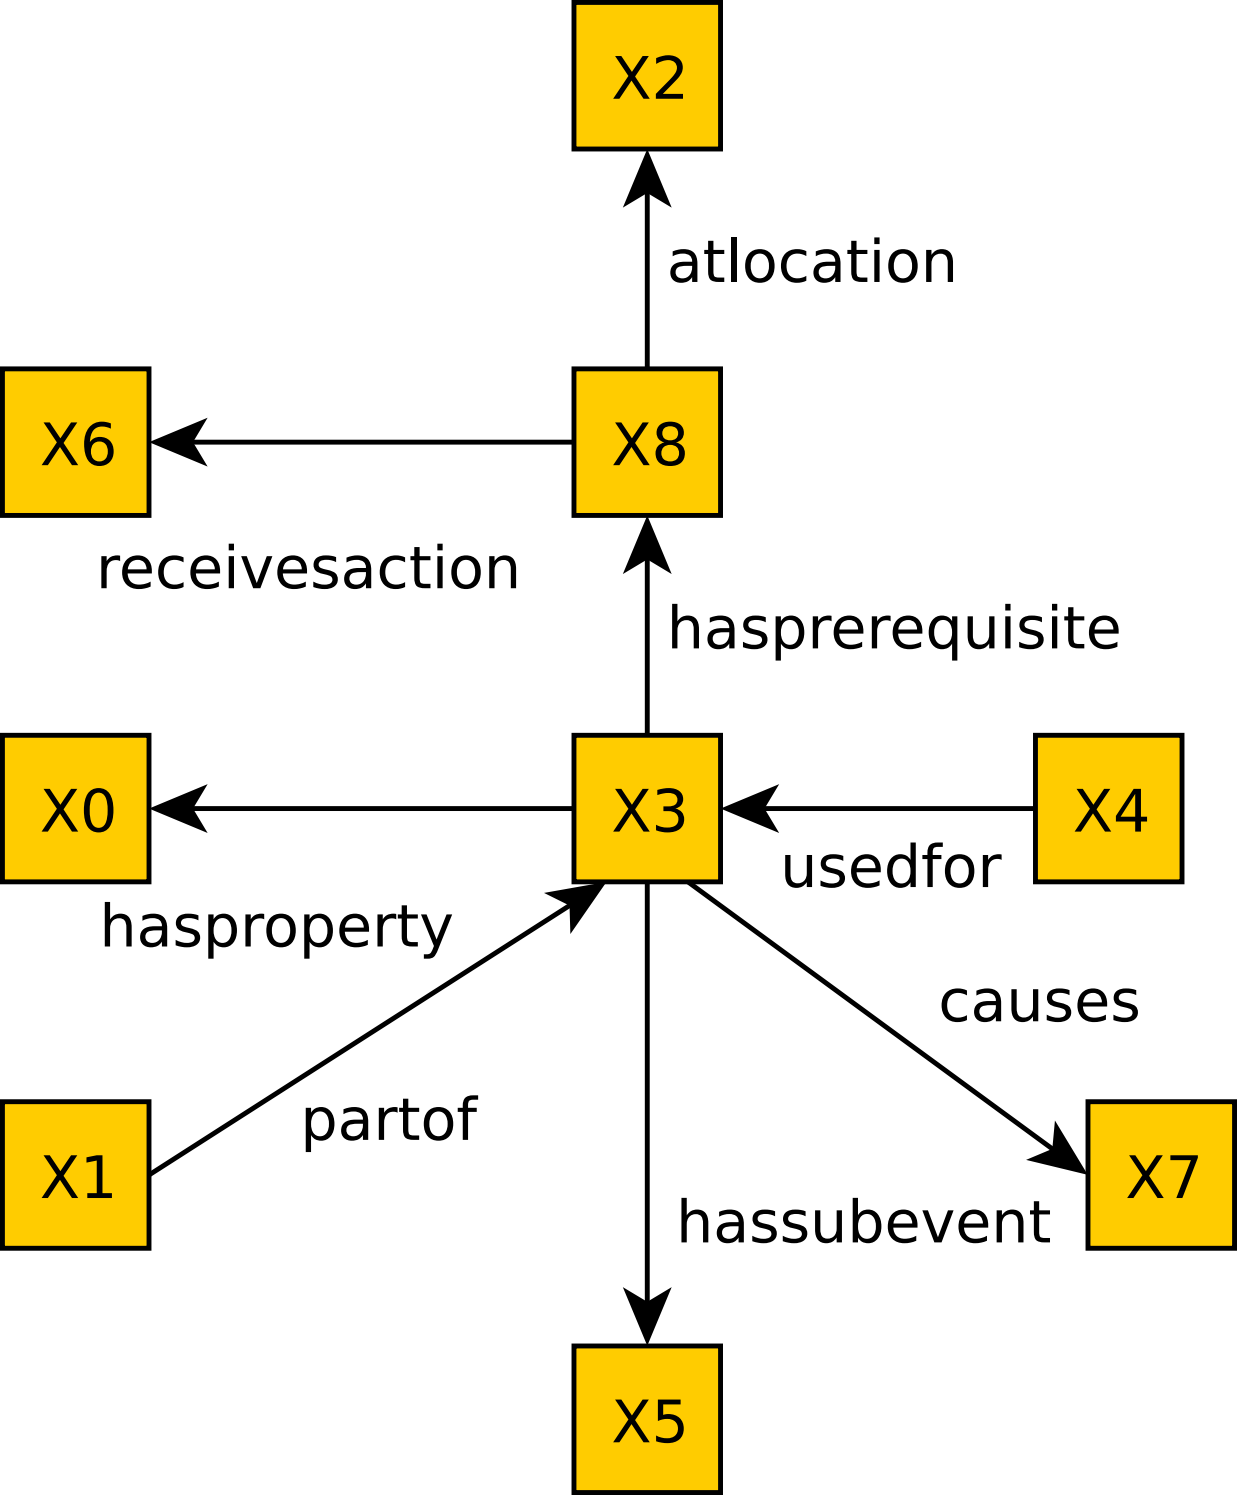 X2
atlocation
X6
X8
receivesaction
hasprerequisite
X0
X3
X4
usedfor
hasproperty
causes
partof
X1
X7
hassubevent
X5